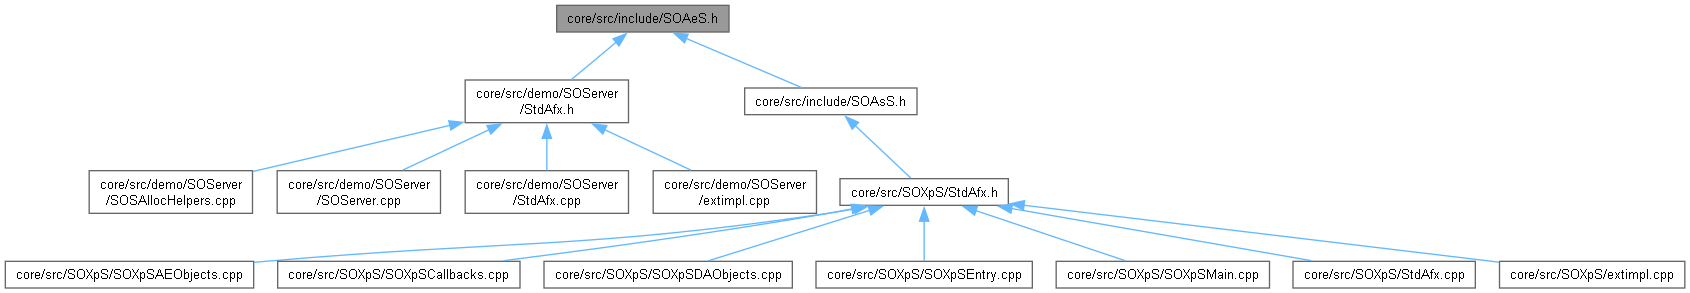 core/src/include/SOAeS.h
core/src/demo/SOServer
/StdAfx.h
core/src/include/SOAsS.h
core/src/demo/SOServer
/SOSAllocHelpers.cpp
core/src/demo/SOServer
/SOServer.cpp
core/src/demo/SOServer
/StdAfx.cpp
core/src/demo/SOServer
/extimpl.cpp
core/src/SOXpS/StdAfx.h
core/src/SOXpS/SOXpSAEObjects.cpp
core/src/SOXpS/SOXpSCallbacks.cpp
core/src/SOXpS/SOXpSDAObjects.cpp
core/src/SOXpS/SOXpSEntry.cpp
core/src/SOXpS/SOXpSMain.cpp
core/src/SOXpS/StdAfx.cpp
core/src/SOXpS/extimpl.cpp